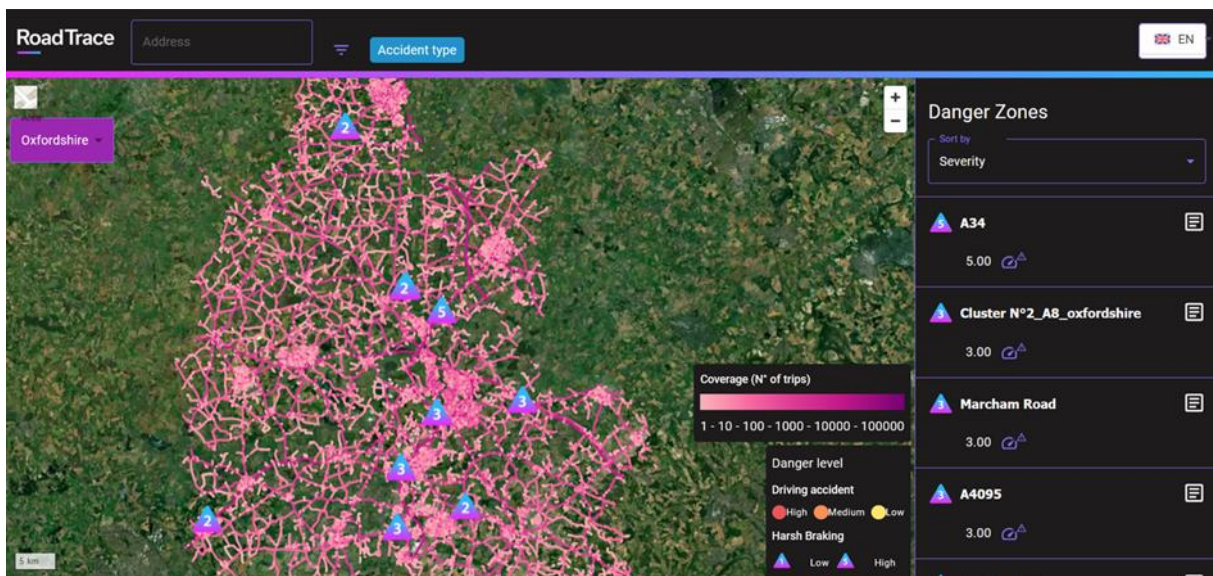 RoadTrace
Address
Accident type
EN
Oxfordshire
+
−
2
2
5
3
3
3
2
2
3
5 km
Coverage (N° of trips)
1 - 10 - 100 - 1000 - 10000 - 100000
Danger level
Driving accident
High Medium Low
Harsh Braking
1 Low 5 High
Danger Zones
Sort by
Severity
5 A34
5.00
3 Cluster Nº2_A8_oxfordshire
3.00
3 Marcham Road
3.00
3 A4095
3.00